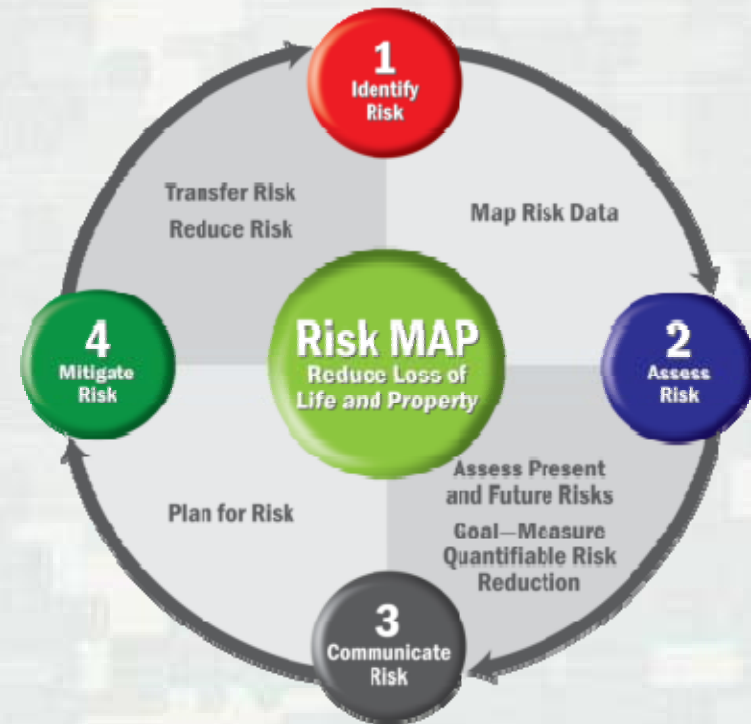 1
Identify
Risk
Transfer Risk
Reduce Risk
Map Risk Data
4
Mitigate
Risk
Risk MAP
Reduce Loss of
Life and Property
2
Assess
Risk
Plan for Risk
Assess Present
and Future Risks
Goal—Measure
Quantifiable Risk
Reduction
3
Communicate
Risk